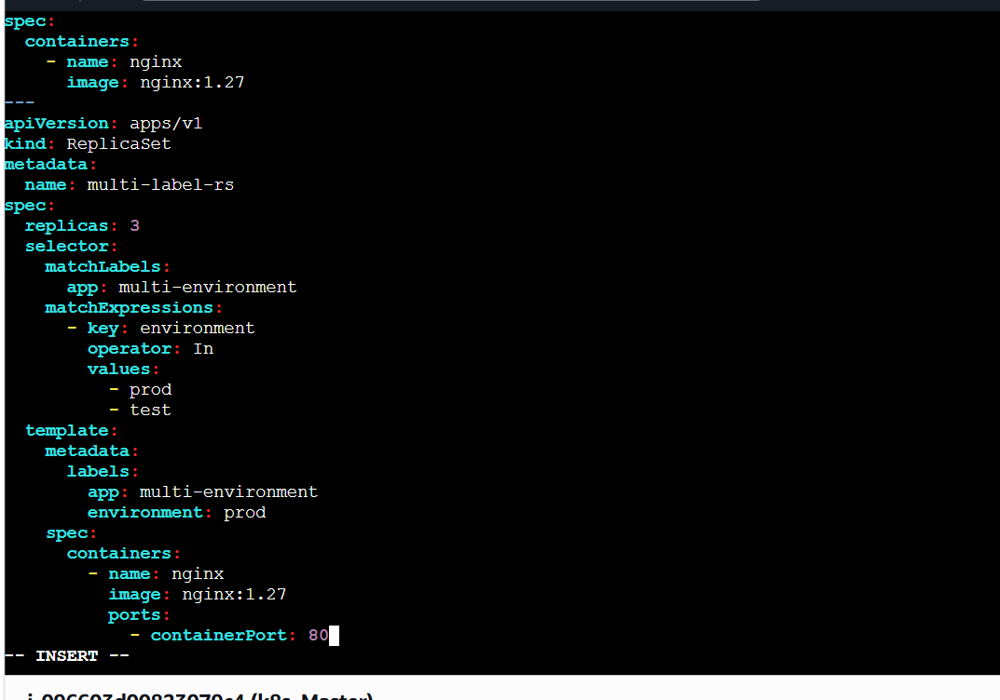 spec:
  containers:
    - name: nginx
      image: nginx:1.27
---
apiVersion: apps/v1
kind: ReplicaSet
metadata:
  name: multi-label-rs
spec:
  replicas: 3
  selector:
    matchLabels:
      app: multi-environment
    matchExpressions:
      - key: environment
        operator: In
        values:
          - prod
          - test
  template:
    metadata:
      labels:
        app: multi-environment
        environment: prod
    spec:
      containers:
        - name: nginx
          image: nginx:1.27
          ports:
            - containerPort: 80
-- INSERT --
(k8s_Master)